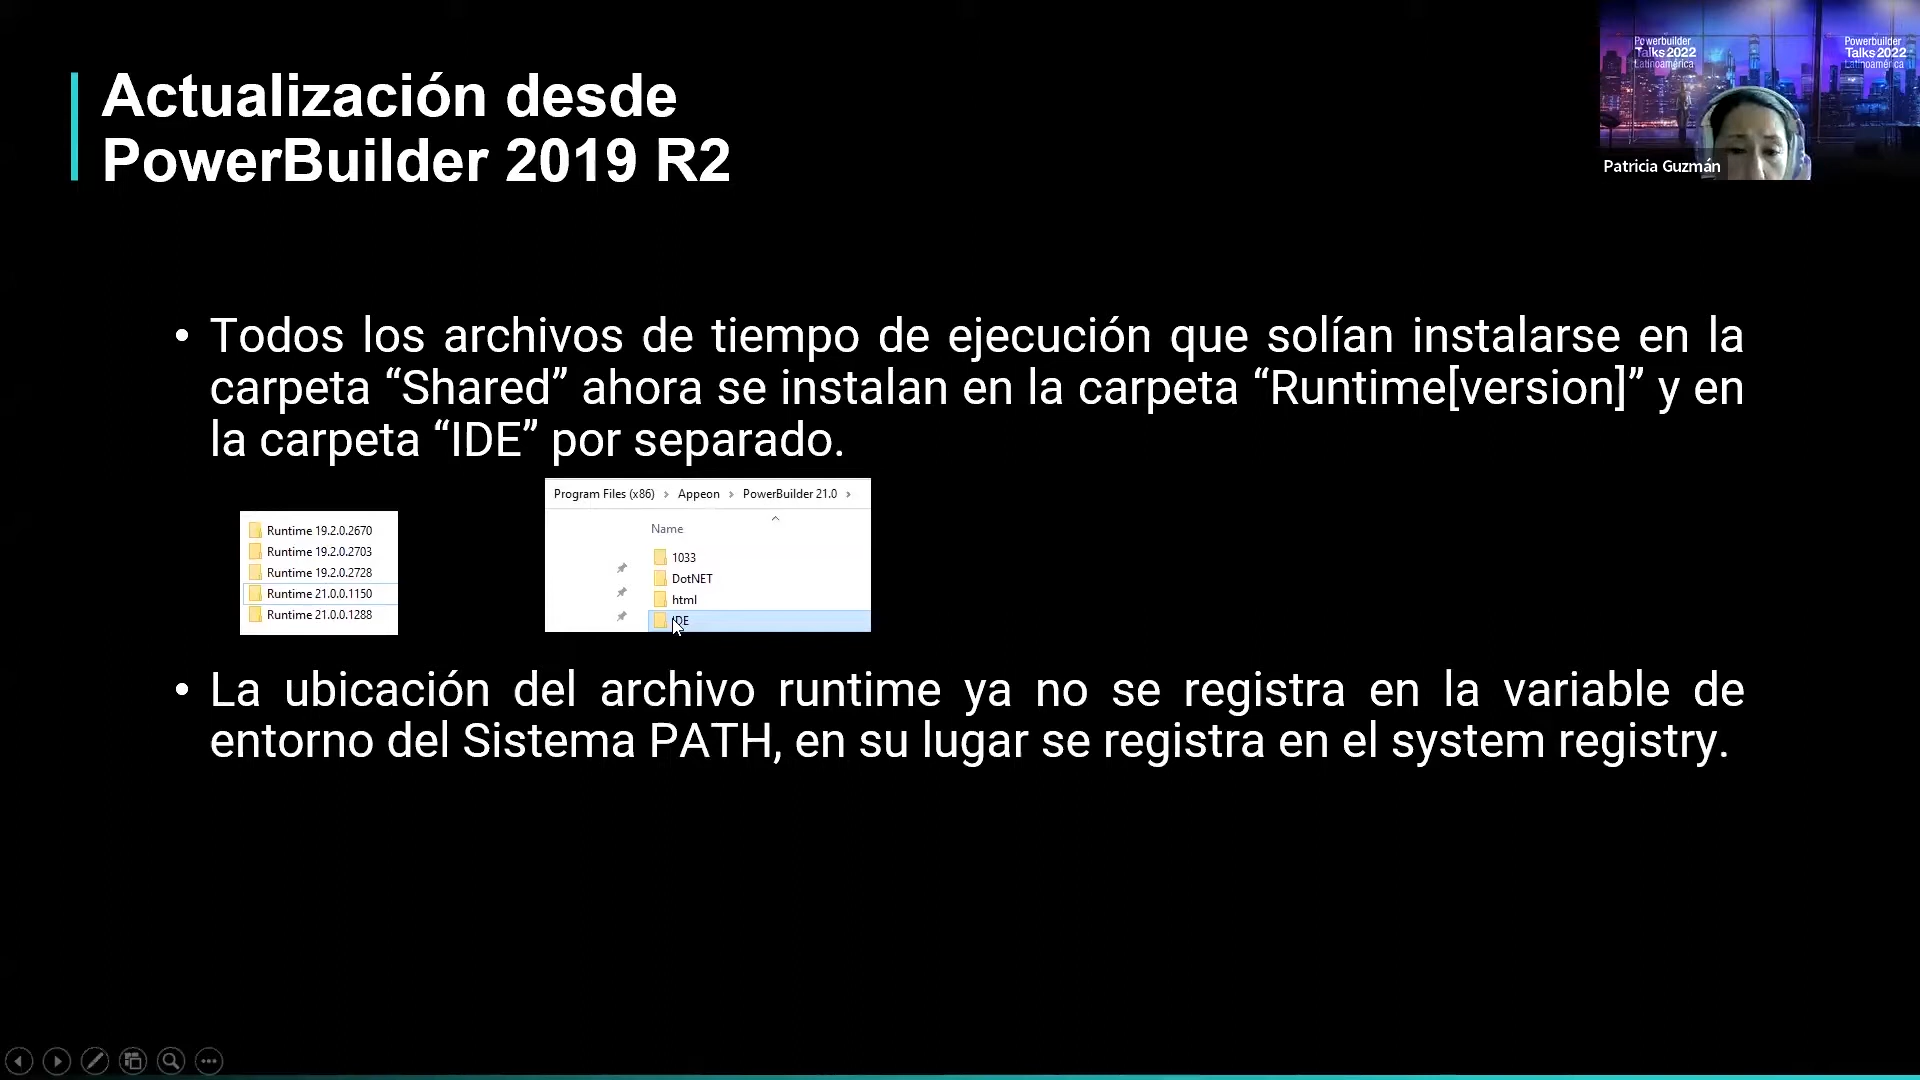 Actualización desde
PowerBuilder 2019 R2
Powerbuilder
Talks 2022
Latinoamérica
Powerbuilder
Talks 2022
Latinoamérica
Patricia Guzmán
• Todos los archivos de tiempo de ejecución que solían instalarse en la
carpeta “Shared” ahora se instalan en la carpeta “Runtime[version]” y en
la carpeta “IDE” por separado.
Runtime 19.2.0.2670
Runtime 19.2.0.2703
Runtime 19.2.0.2728
Runtime 21.0.0.1150
Runtime 21.0.0.1288
Program Files (x86) › Appeon › PowerBuilder 21.0 ›
Name
1033
DotNET
html
IDE
• La ubicación del archivo runtime ya no se registra en la variable de
entorno del Sistema PATH, en su lugar se registra en el system registry.